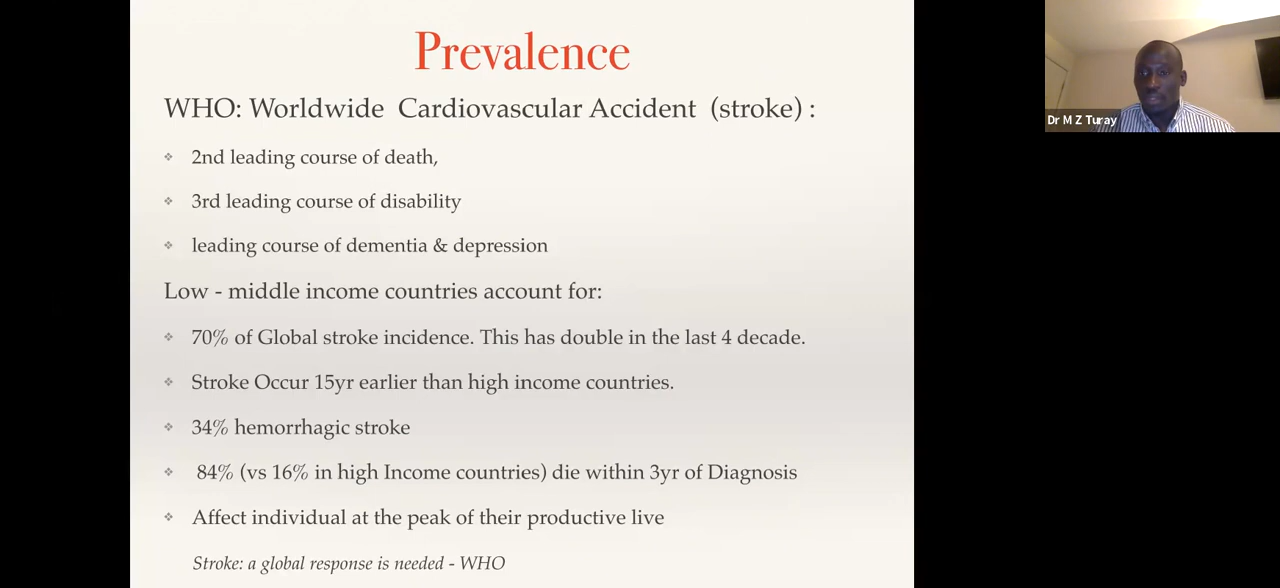 Prevalence
WHO: Worldwide Cardiovascular Accident (stroke) :
2nd leading course of death,
3rd leading course of disability
leading course of dementia & depression
Low - middle income countries account for:
70% of Global stroke incidence. This has double in the last 4 decade.
Stroke Occur 15yr earlier than high income countries.
34% hemorrhagic stroke
84% (vs 16% in high Income countries) die within 3yr of Diagnosis
Affect individual at the peak of their productive live
Stroke: a global response is needed - WHO
Dr M Z Turay